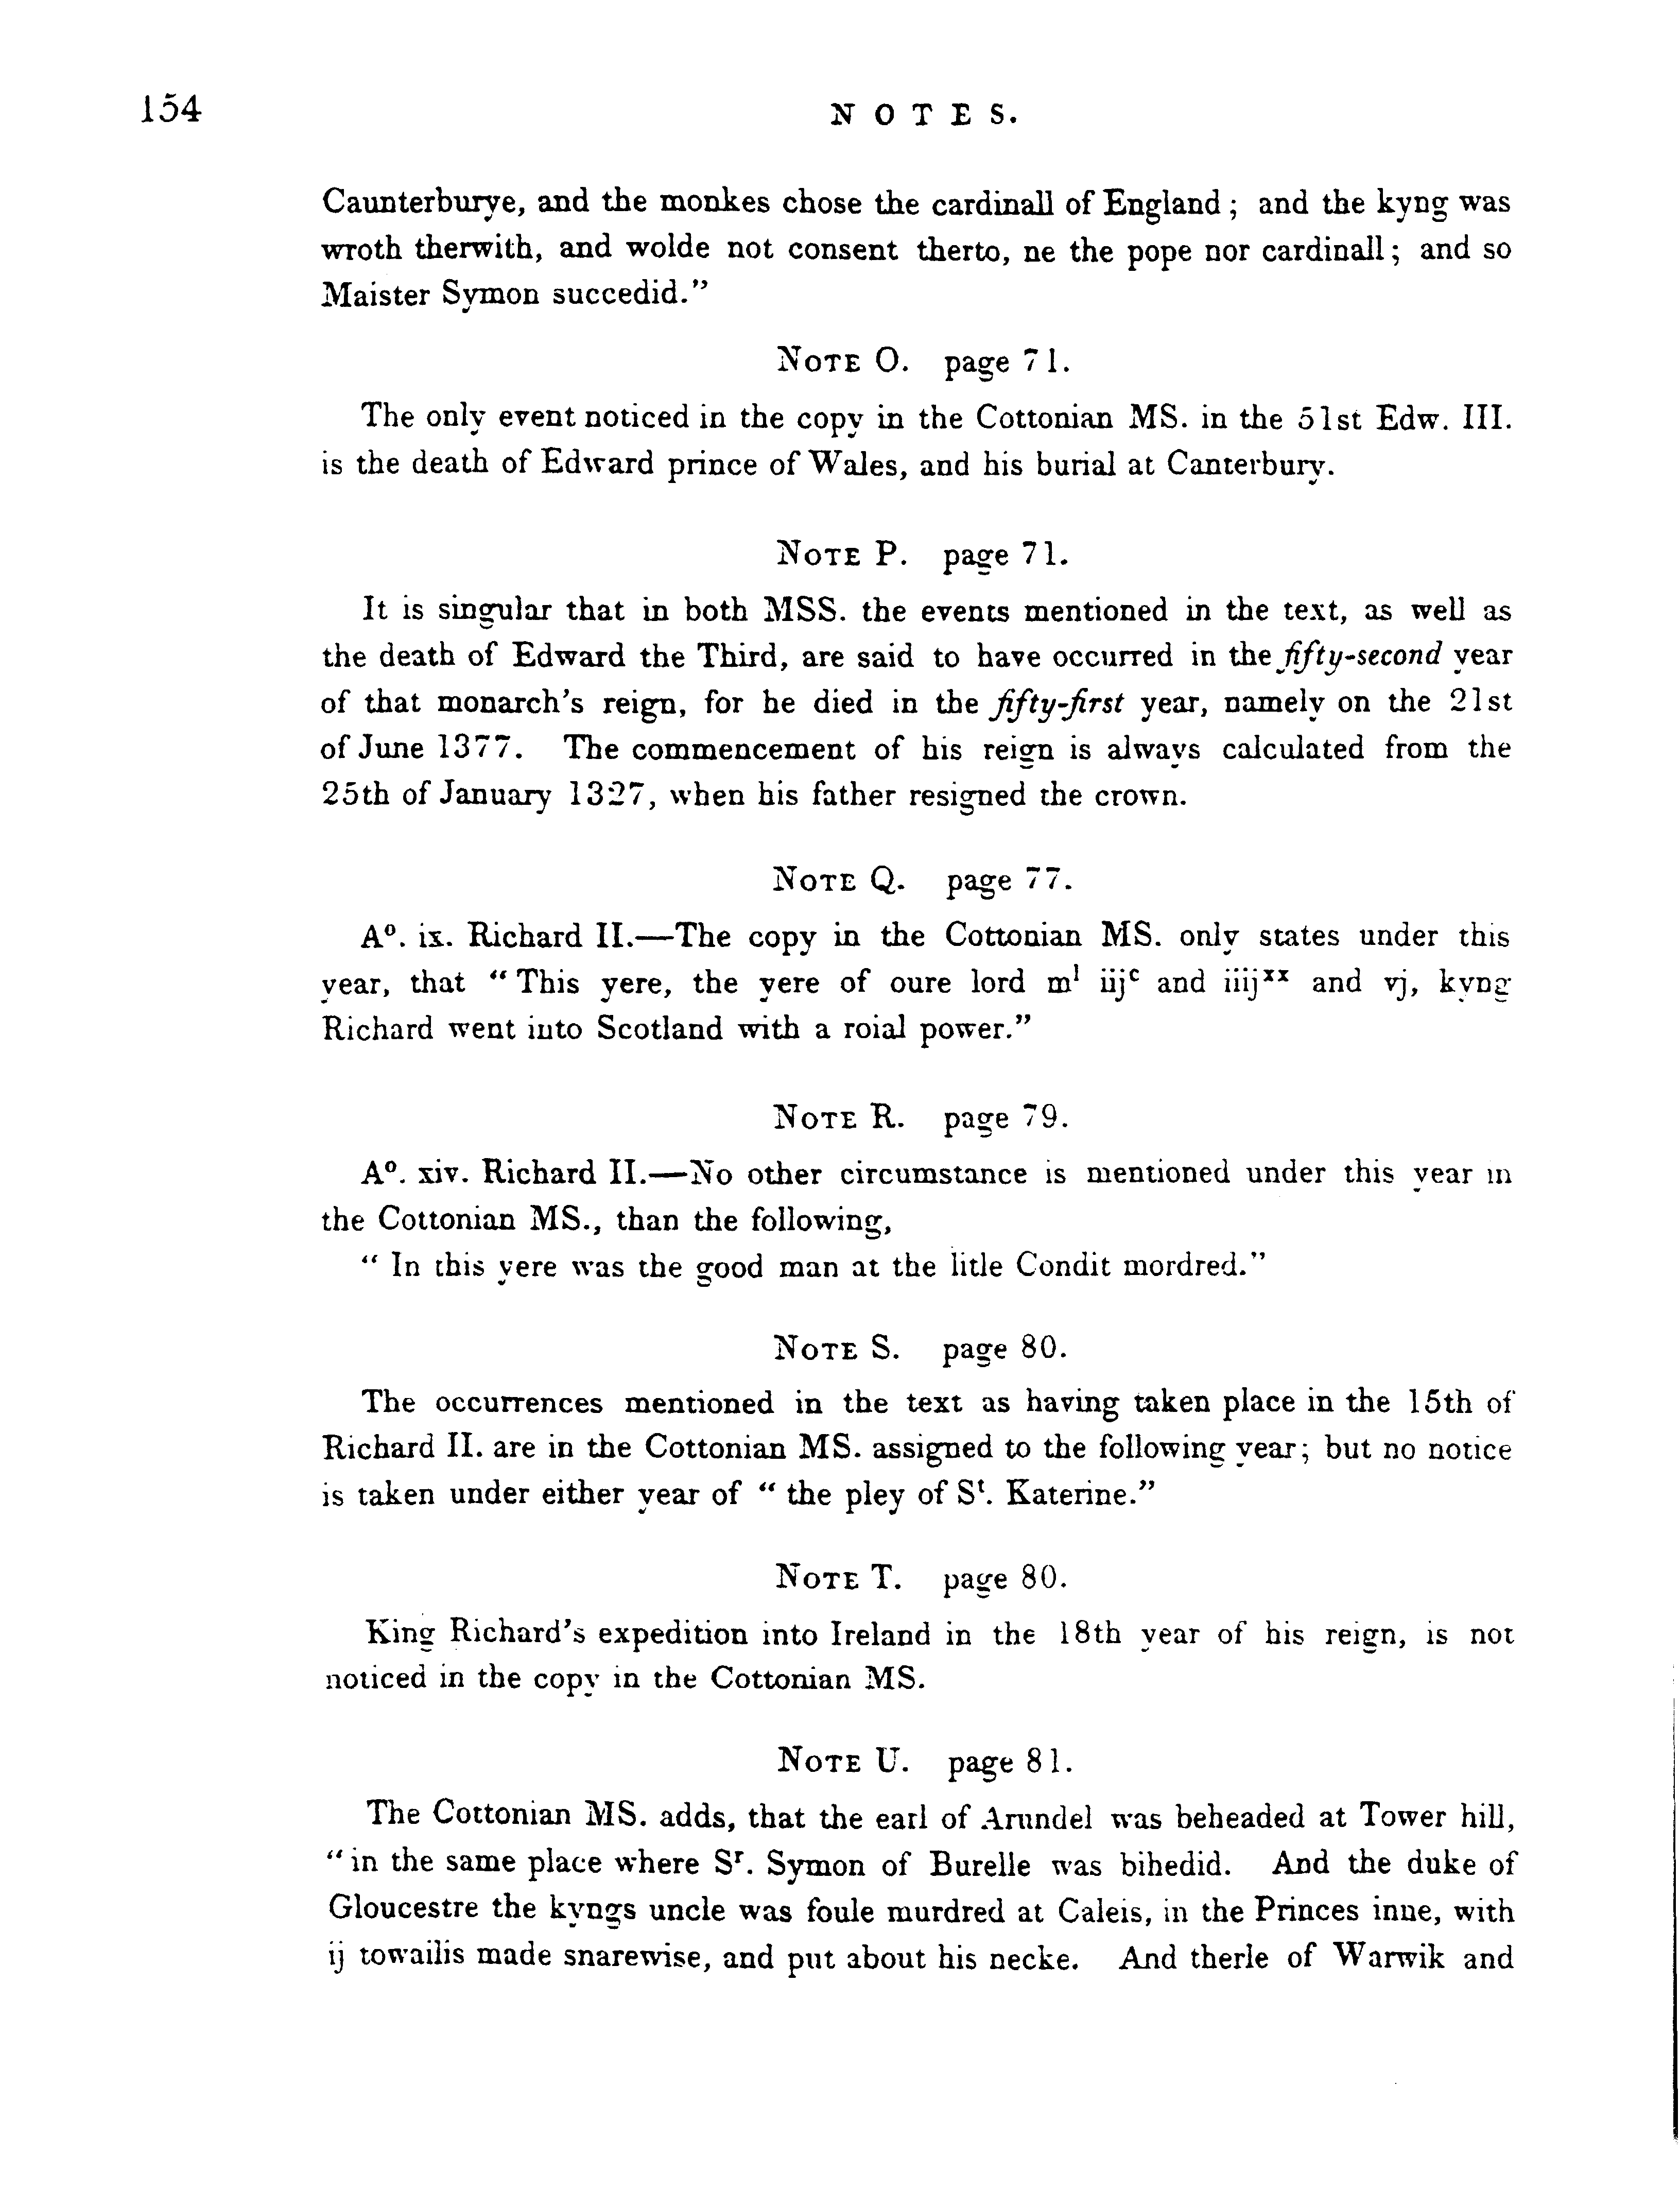 154
NOTES.
Caunterburye, and the monkes chose the cardinall of England; and the kyng was
wroth therwith, and wolde not consent therto, ne the pope nor cardinall; and so
Maister Symon succedid."
NOTE O. page 71.
The only event noticed in the copy in the Cottonian MS. in the 51st Edw. III.
is the death of Edward prince of Wales, and his burial at Canterbury.
NOTE P. page 71.
It is singular that in both MSS. the events mentioned in the text, as well as
the death of Edward the Third, are said to have occurred in the fifty-second year
of that monarch's reign, for he died in the fifty-first year, namely on the 21st
of June 1377. The commencement of his reign is always calculated from the
25th of January 1327, when his father resigned the crown.
NOTE Q. page 77.
Aº. ix. Richard II.—The copy in the Cottonian MS. only states under this
year, that "This yere, the yere of oure lord mˡ iijᶜ and iiijˣˣ and vj, kyng
Richard went into Scotland with a roial power."
NOTE R. page 79.
Aº. xiv. Richard II.—No other circumstance is mentioned under this year in
the Cottonian MS., than the following,
"In this yere was the good man at the litle Condit mordred."
NOTE S. page 80.
The occurrences mentioned in the text as having taken place in the 15th of
Richard II. are in the Cottonian MS. assigned to the following year; but no notice
is taken under either year of "the pley of Sᵗ. Katerine."
NOTE T. page 80.
King Richard's expedition into Ireland in the 18th year of his reign, is not
noticed in the copy in the Cottonian MS.
NOTE U. page 81.
The Cottonian MS. adds, that the earl of Arundel was beheaded at Tower hill,
"in the same place where Sʳ. Symon of Burelle was bihedid. And the duke of
Gloucestre the kyngs uncle was foule murdred at Caleis, in the Princes inne, with
ij towailis made snarewise, and put about his necke. And therle of Warwik and